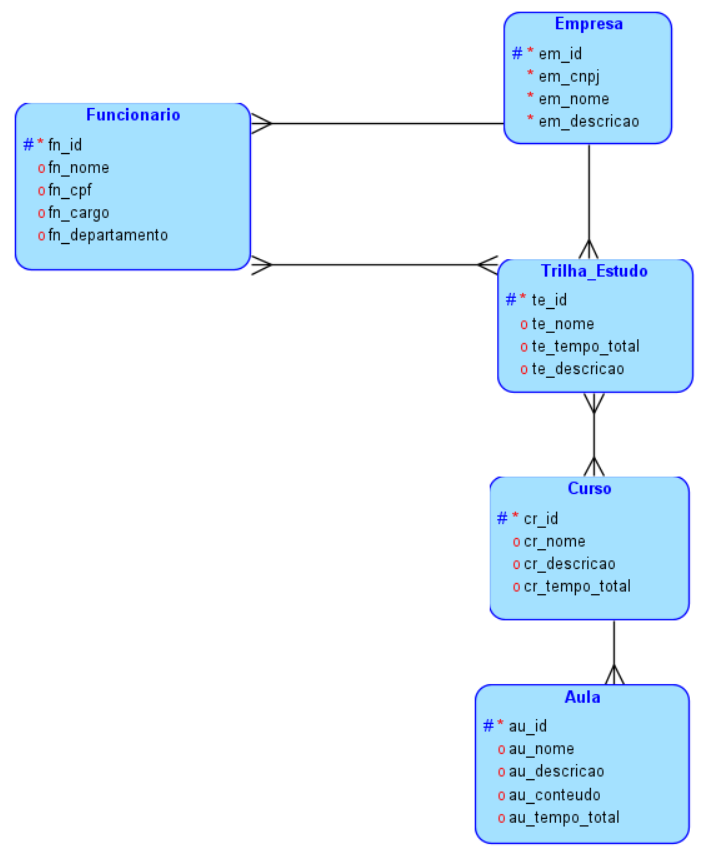 Empresa
# * em_id
* em_cnpj
* em_nome
* em_descricao
Funcionario
# * fn_id
o fn_nome
o fn_cpf
o fn_cargo
o fn_departamento
Trilha_Estudo
# * te_id
o te_nome
o te_tempo_total
o te_descricao
Curso
# * cr_id
o cr_nome
o cr_descricao
o cr_tempo_total
Aula
# * au_id
o au_nome
o au_descricao
o au_conteudo
o au_tempo_total